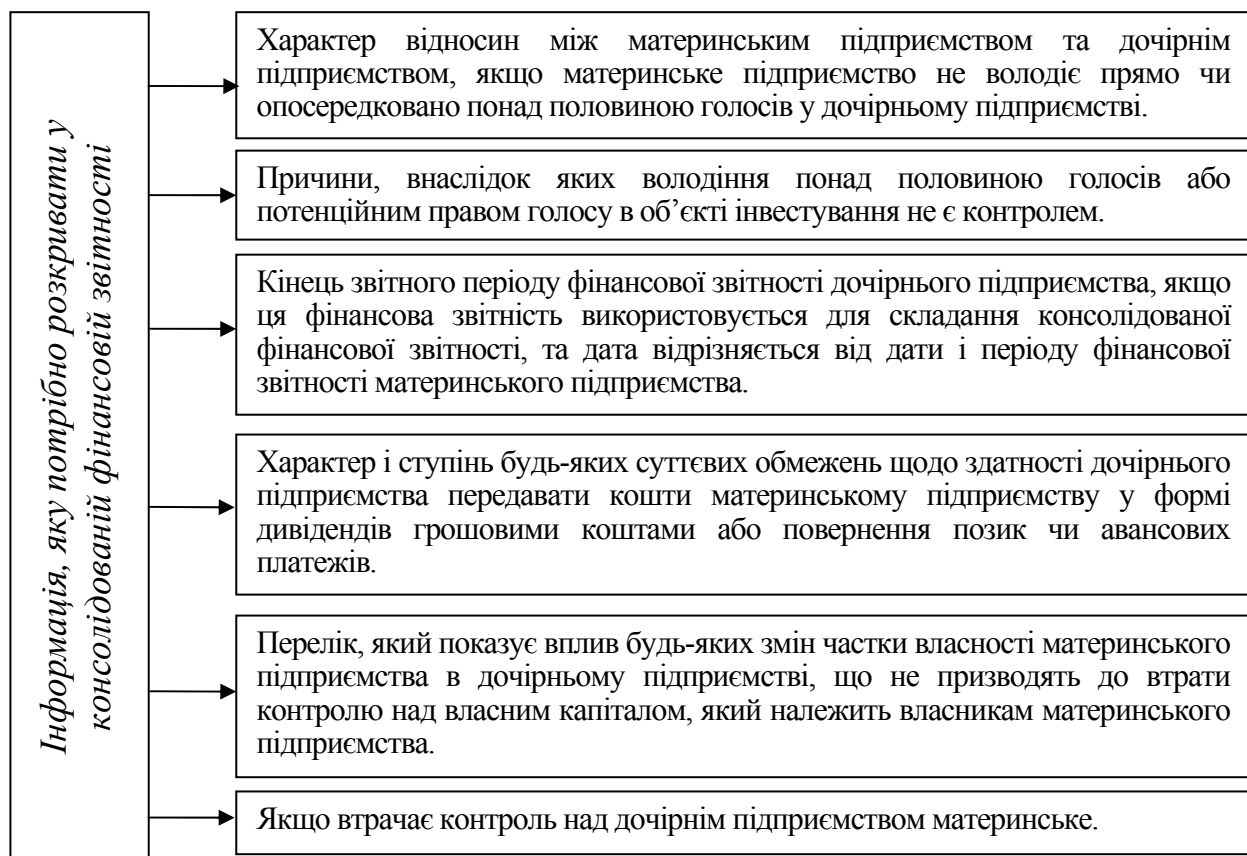 Інформація, яку потрібно розкривати у
консолідованій фінансовій звітності
Характер відносин між материнським підприємством та дочірнім
підприємством, якщо материнське підприємство не володіє прямо чи
опосередковано понад половиною голосів у дочірньому підприємстві.
Причини, внаслідок яких володіння понад половиною голосів або
потенційним правом голосу в об’єкті інвестування не є контролем.
Кінець звітного періоду фінансової звітності дочірнього підприємства, якщо
ця фінансова звітність використовується для складання консолідованої
фінансової звітності, та дата відрізняється від дати і періоду фінансової
звітності материнського підприємства.
Характер і ступінь будь-яких суттєвих обмежень щодо здатності дочірнього
підприємства передавати кошти материнському підприємству у формі
дивідендів грошовими коштами або повернення позик чи авансових
платежів.
Перелік, який показує вплив будь-яких змін частки власності материнського
підприємства в дочірньому підприємстві, що не призводять до втрати
контролю над власним капіталом, який належить власникам материнського
підприємства.
Якщо втрачає контроль над дочірнім підприємством материнське.